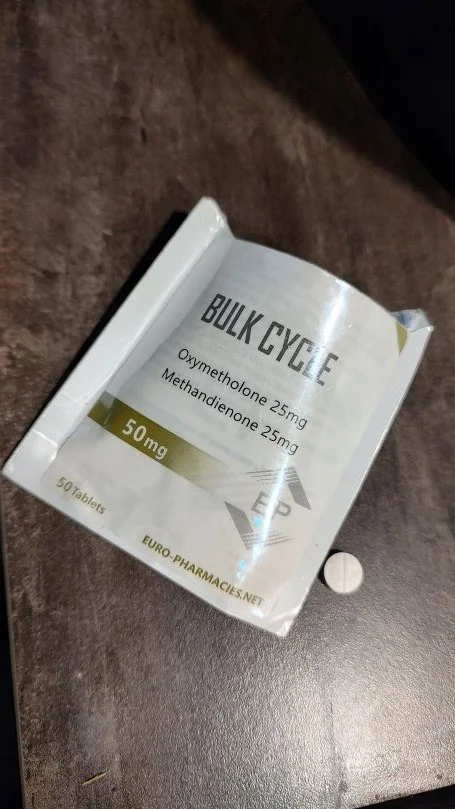 BULK CYCLE
Oxymetholone 25mg
Methandienone 25mg
50mg
EP
50 Tablets
EURO-PHARMACIES.NET